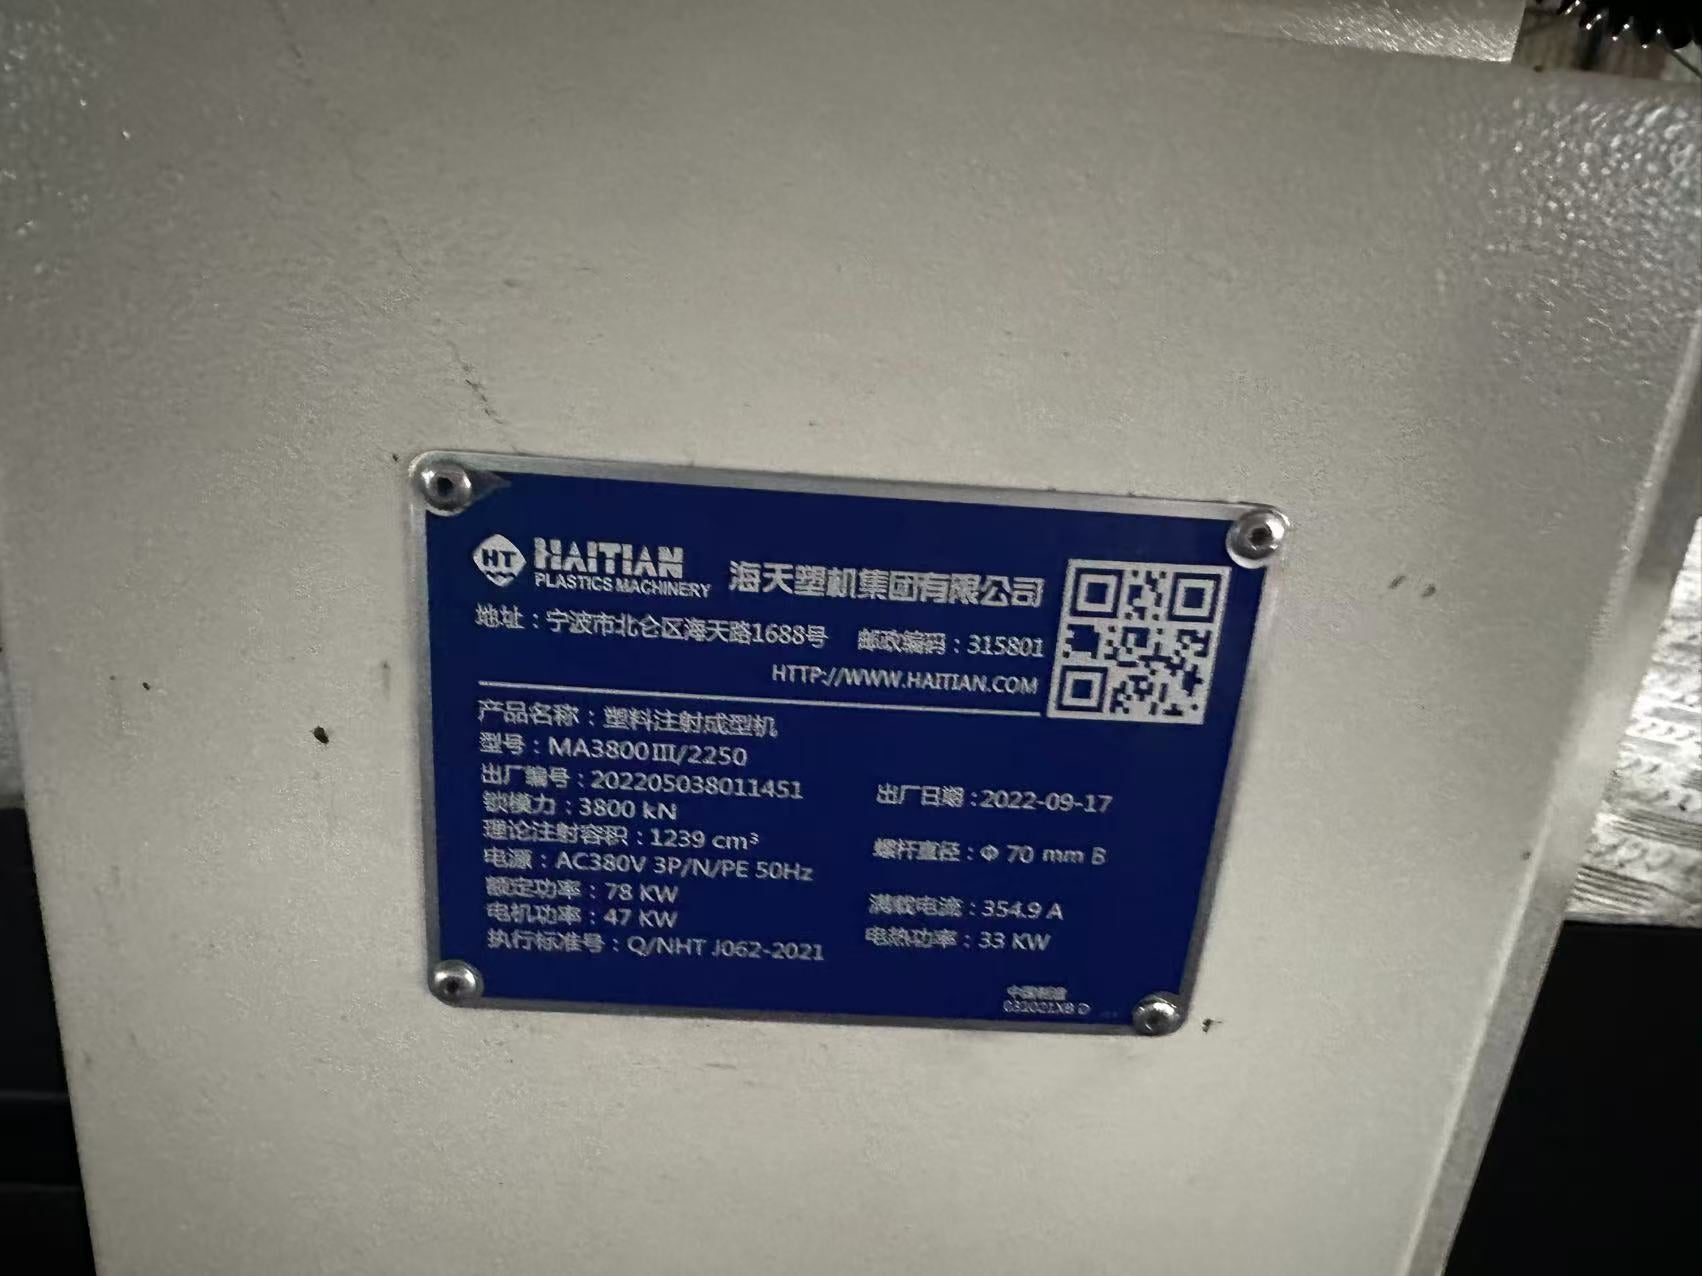 HT HAITIAN
PLASTICS MACHINERY
海天塑机集团有限公司
地址：宁波市北仑区海天路1688号 邮政编码：315801
HTTP://WWW.HAITIAN.COM
产品名称：塑料注射成型机
型号：MA3800Ⅲ/2250
出厂编号：202205038011451 出厂日期：2022-09-17
锁模力：3800 kN
理论注射容积：1239 cm³ 螺杆直径：Φ 70 mm B
电源：AC380V 3P/N/PE 50Hz
额定功率：78 KW 满载电流：354.9 A
电机功率：47 KW 电热功率：33 KW
执行标准号：Q/NHT J062-2021
中国制造